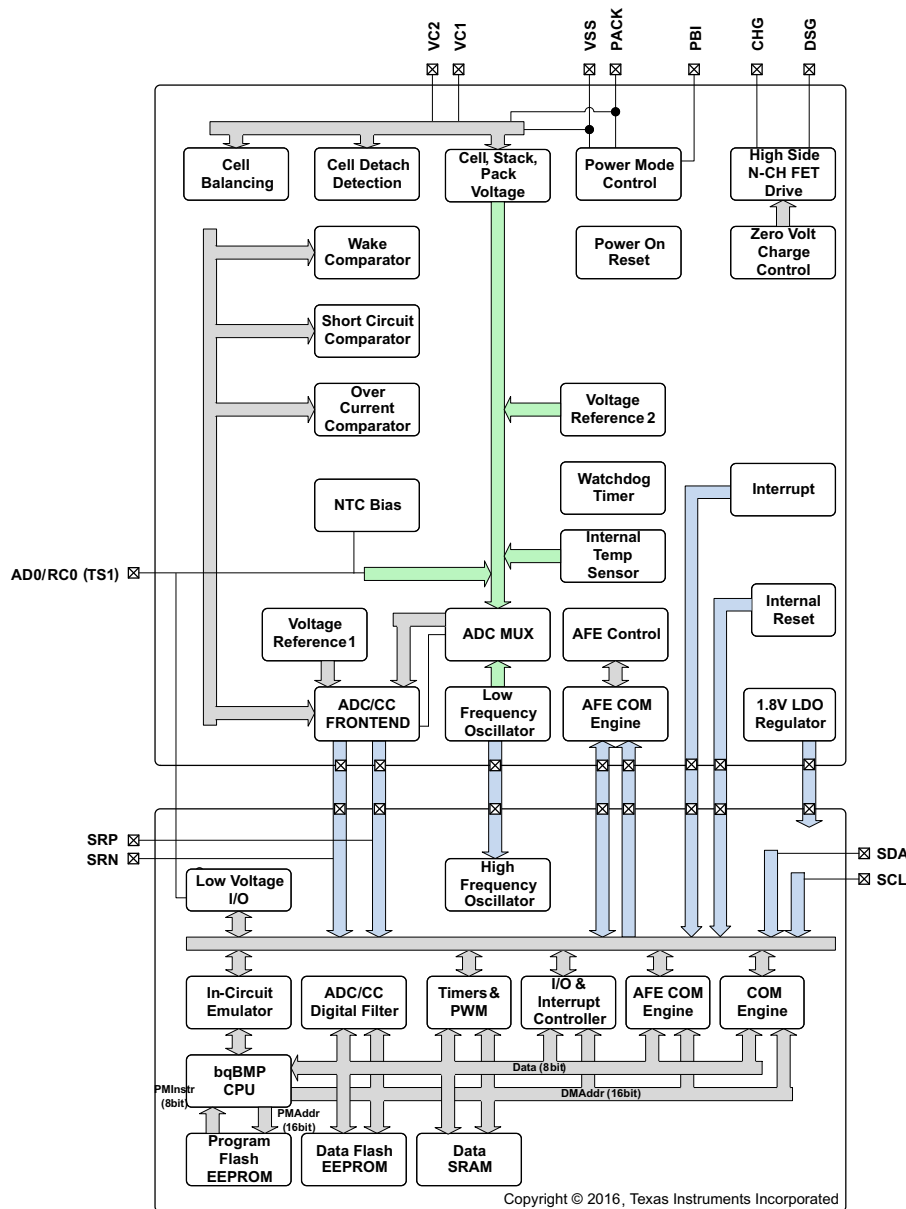 VC2
VC1
VSS
PACK
PBI
CHG
DSG
Cell
Balancing
Cell Detach
Detection
Cell, Stack,
Pack
Voltage
Power Mode
Control
High Side
N-CH FET
Drive
Wake
Comparator
Power On
Reset
Zero Volt
Charge
Control
Short Circuit
Comparator
Over
Current
Comparator
Voltage
Reference 2
NTC Bias
Watchdog
Timer
Interrupt
AD0/RC0 (TS1)
Internal
Temp
Sensor
Internal
Reset
Voltage
Reference 1
ADC MUX
AFE Control
ADC/CC
FRONTEND
Low
Frequency
Oscillator
AFE COM
Engine
1.8V LDO
Regulator
SRP
SRN
SDA
SCL
Low Voltage
I/O
High
Frequency
Oscillator
In-Circuit
Emulator
ADC/CC
Digital Filter
Timers &
PWM
I/O &
Interrupt
Controller
AFE COM
Engine
COM
Engine
bqBMP
CPU
Data (8bit)
DMAddr (16bit)
PMInstr
(8bit)
PMAddr
(16bit)
Program
Flash
EEPROM
Data Flash
EEPROM
Data
SRAM
Copyright © 2016, Texas Instruments Incorporated